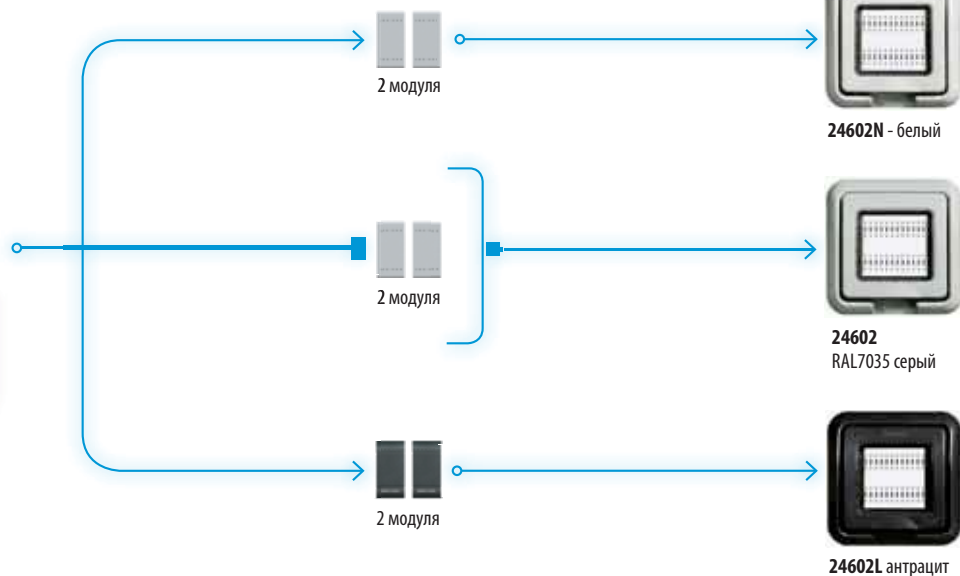 2 модуля
24602N - белый
2 модуля
24602
RAL7035 серый
2 модуля
24602L антрацит